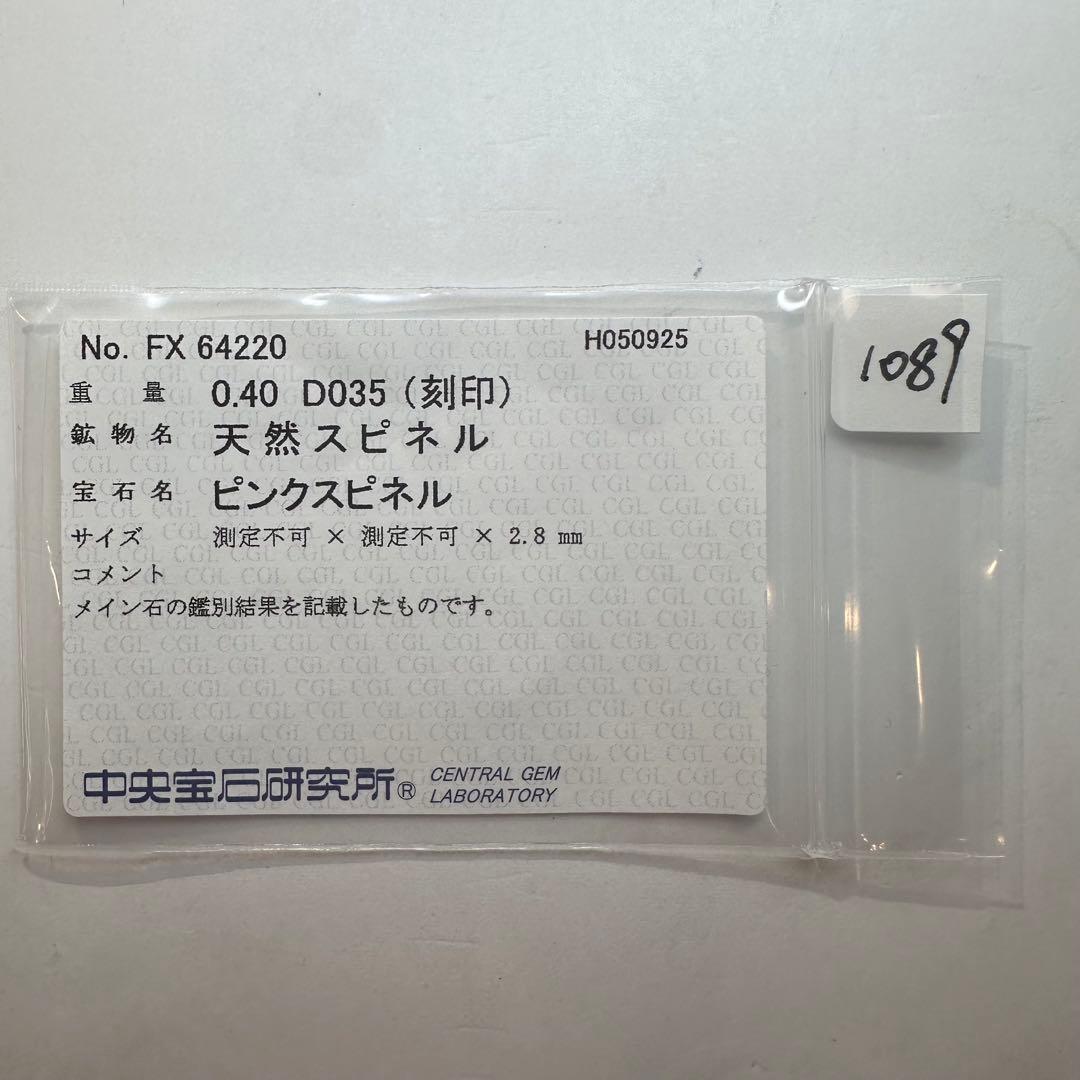 No. FX 64220 H050925
重 量 0.40 D035 (刻印)
鉱物名 天然スピネル
宝石名 ピンクスピネル
サイズ 測定不可 × 測定不可 × 2.8 mm
コメント
メイン石の鑑別結果を記載したものです。
中央宝石研究所® CENTRAL GEM
LABORATORY
1089